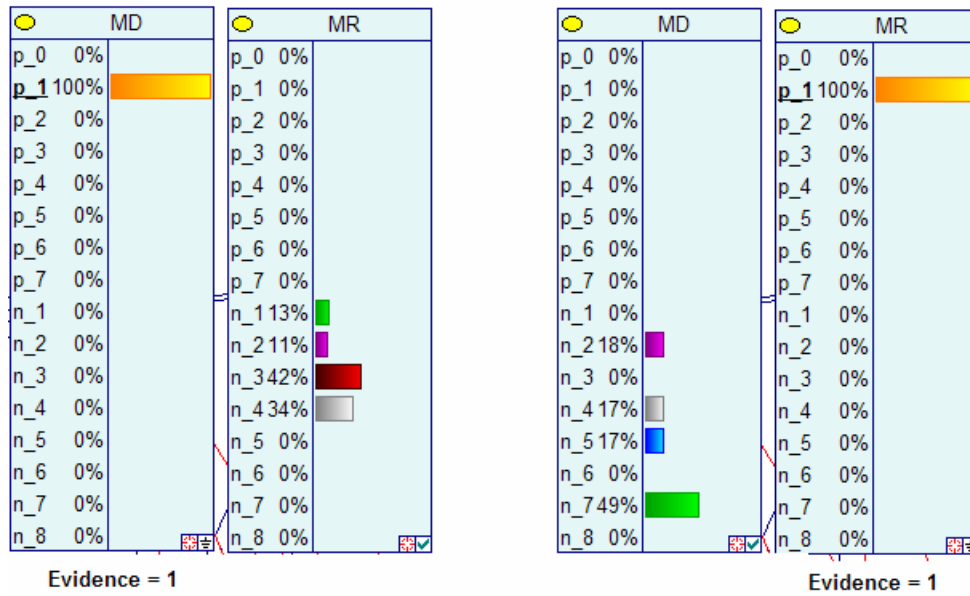 MD
p_0 0%
p_1 100%
p_2 0%
p_3 0%
p_4 0%
p_5 0%
p_6 0%
p_7 0%
n_1 0%
n_2 0%
n_3 0%
n_4 0%
n_5 0%
n_6 0%
n_7 0%
n_8 0%
Evidence = 1
MR
p_0 0%
p_1 0%
p_2 0%
p_3 0%
p_4 0%
p_5 0%
p_6 0%
p_7 0%
n_1 13%
n_2 11%
n_3 42%
n_4 34%
n_5 0%
n_6 0%
n_7 0%
n_8 0%
MD
p_0 0%
p_1 0%
p_2 0%
p_3 0%
p_4 0%
p_5 0%
p_6 0%
p_7 0%
n_1 0%
n_2 18%
n_3 0%
n_4 17%
n_5 17%
n_6 0%
n_7 49%
n_8 0%
MR
p_0 0%
p_1 100%
p_2 0%
p_3 0%
p_4 0%
p_5 0%
p_6 0%
p_7 0%
n_1 0%
n_2 0%
n_3 0%
n_4 0%
n_5 0%
n_6 0%
n_7 0%
n_8 0%
Evidence = 1